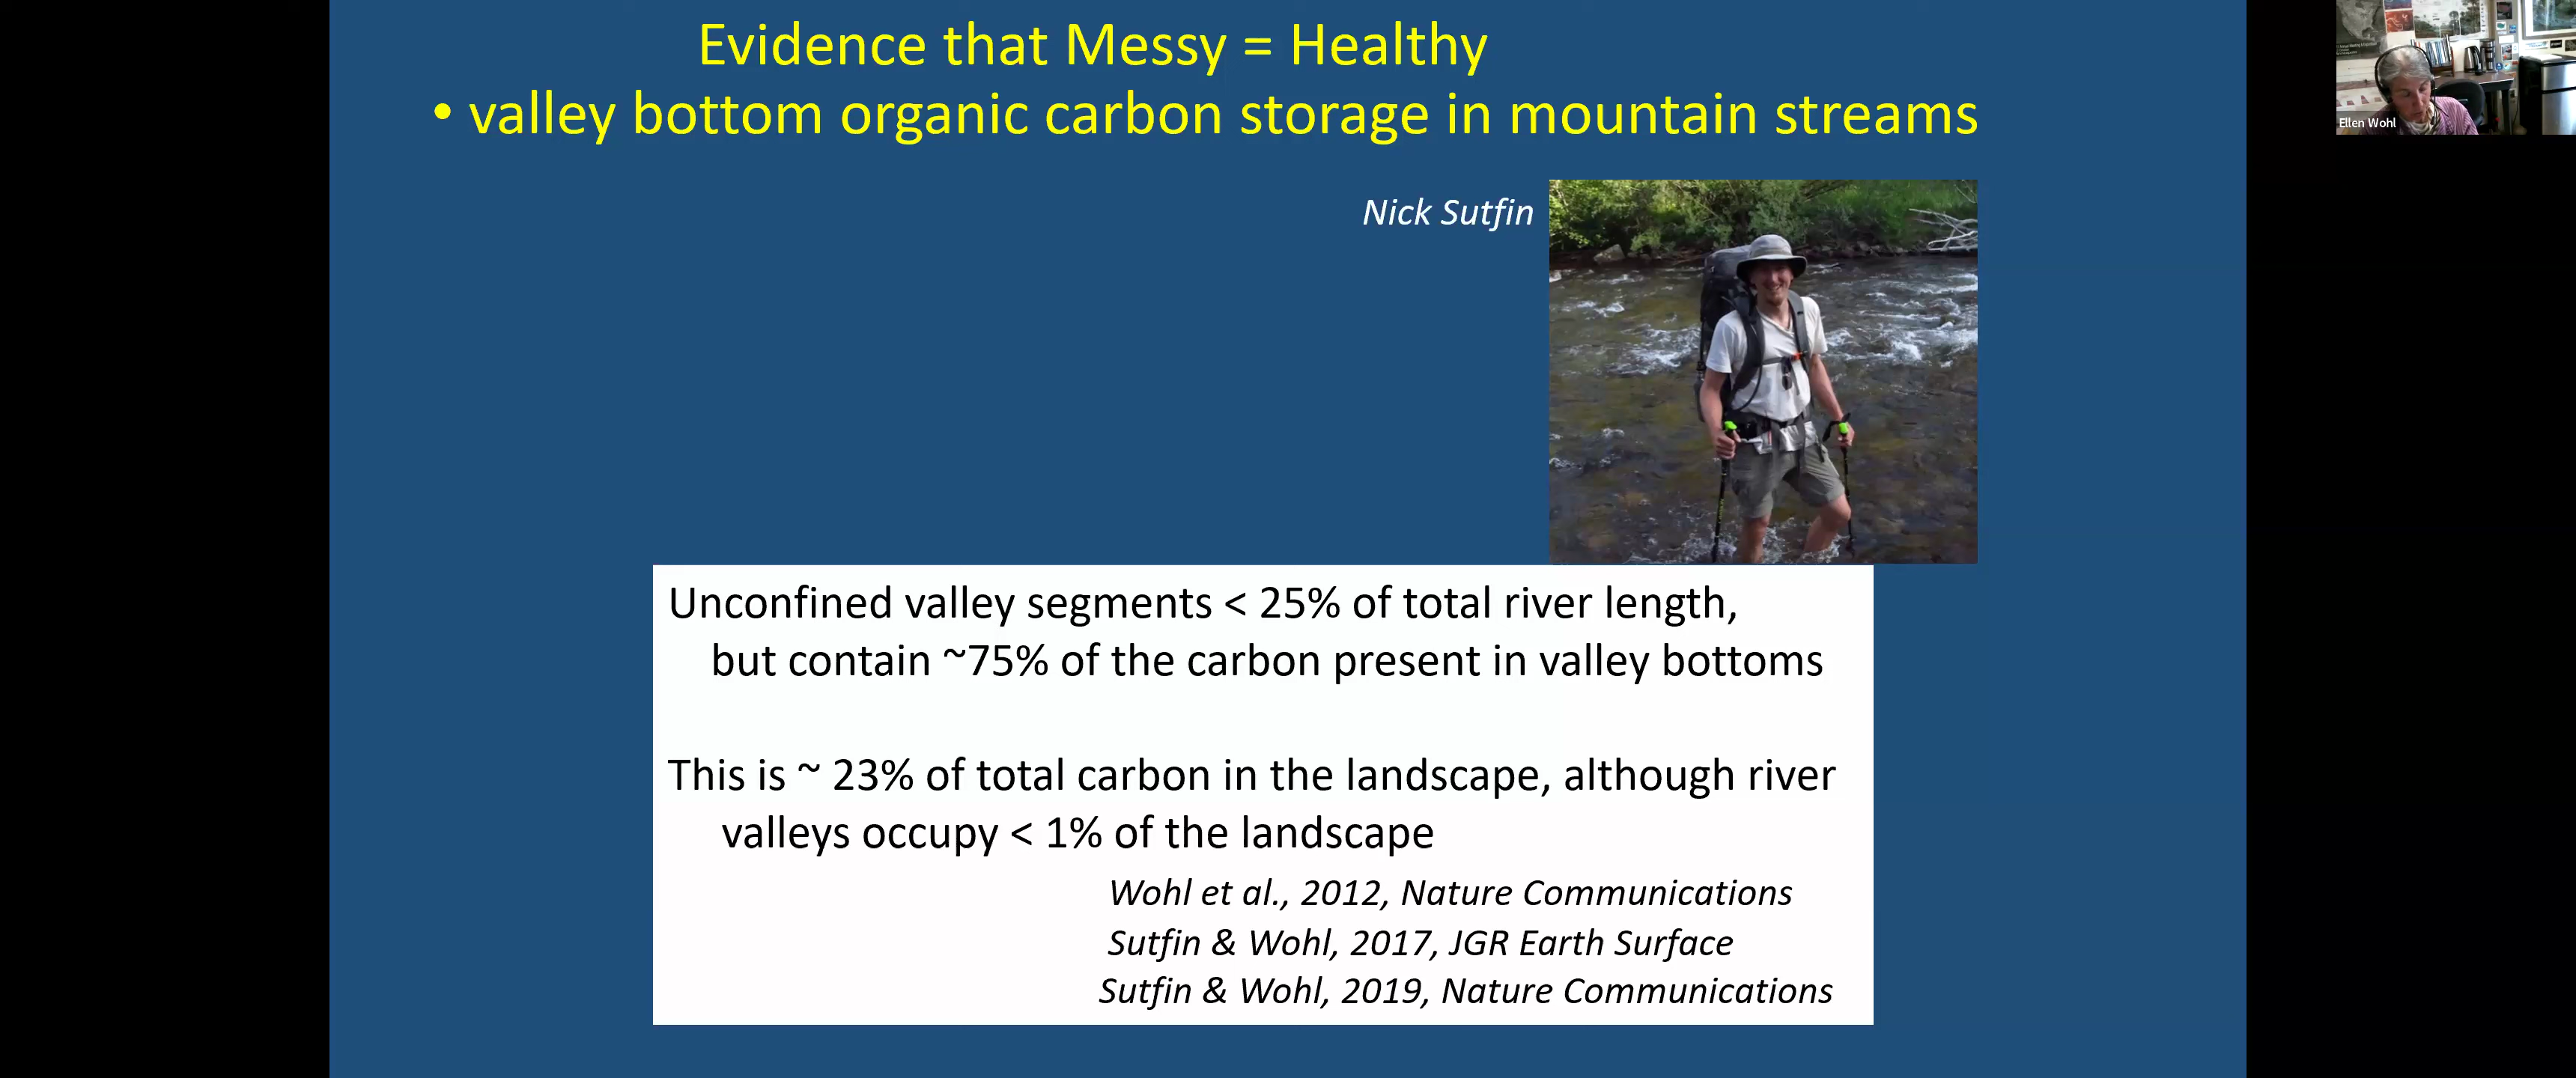 Evidence that Messy = Healthy
• valley bottom organic carbon storage in mountain streams
Nick Sutfin
Unconfined valley segments < 25% of total river length,
but contain ~75% of the carbon present in valley bottoms
This is ~ 23% of total carbon in the landscape, although river
valleys occupy < 1% of the landscape
Wohl et al., 2012, Nature Communications
Sutfin & Wohl, 2017, JGR Earth Surface
Sutfin & Wohl, 2019, Nature Communications
Ellen Wohl